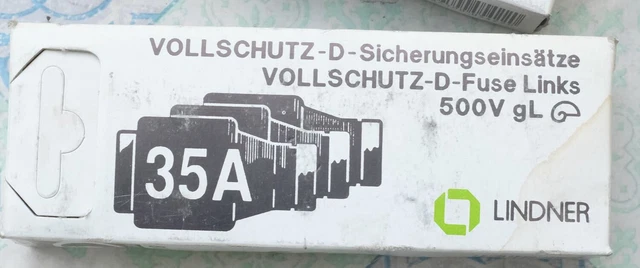 VOLLSCHUTZ-D-Sicherungseinsätze
VOLLSCHUTZ-D-Fuse Links
500V gL
35A
LINDNER